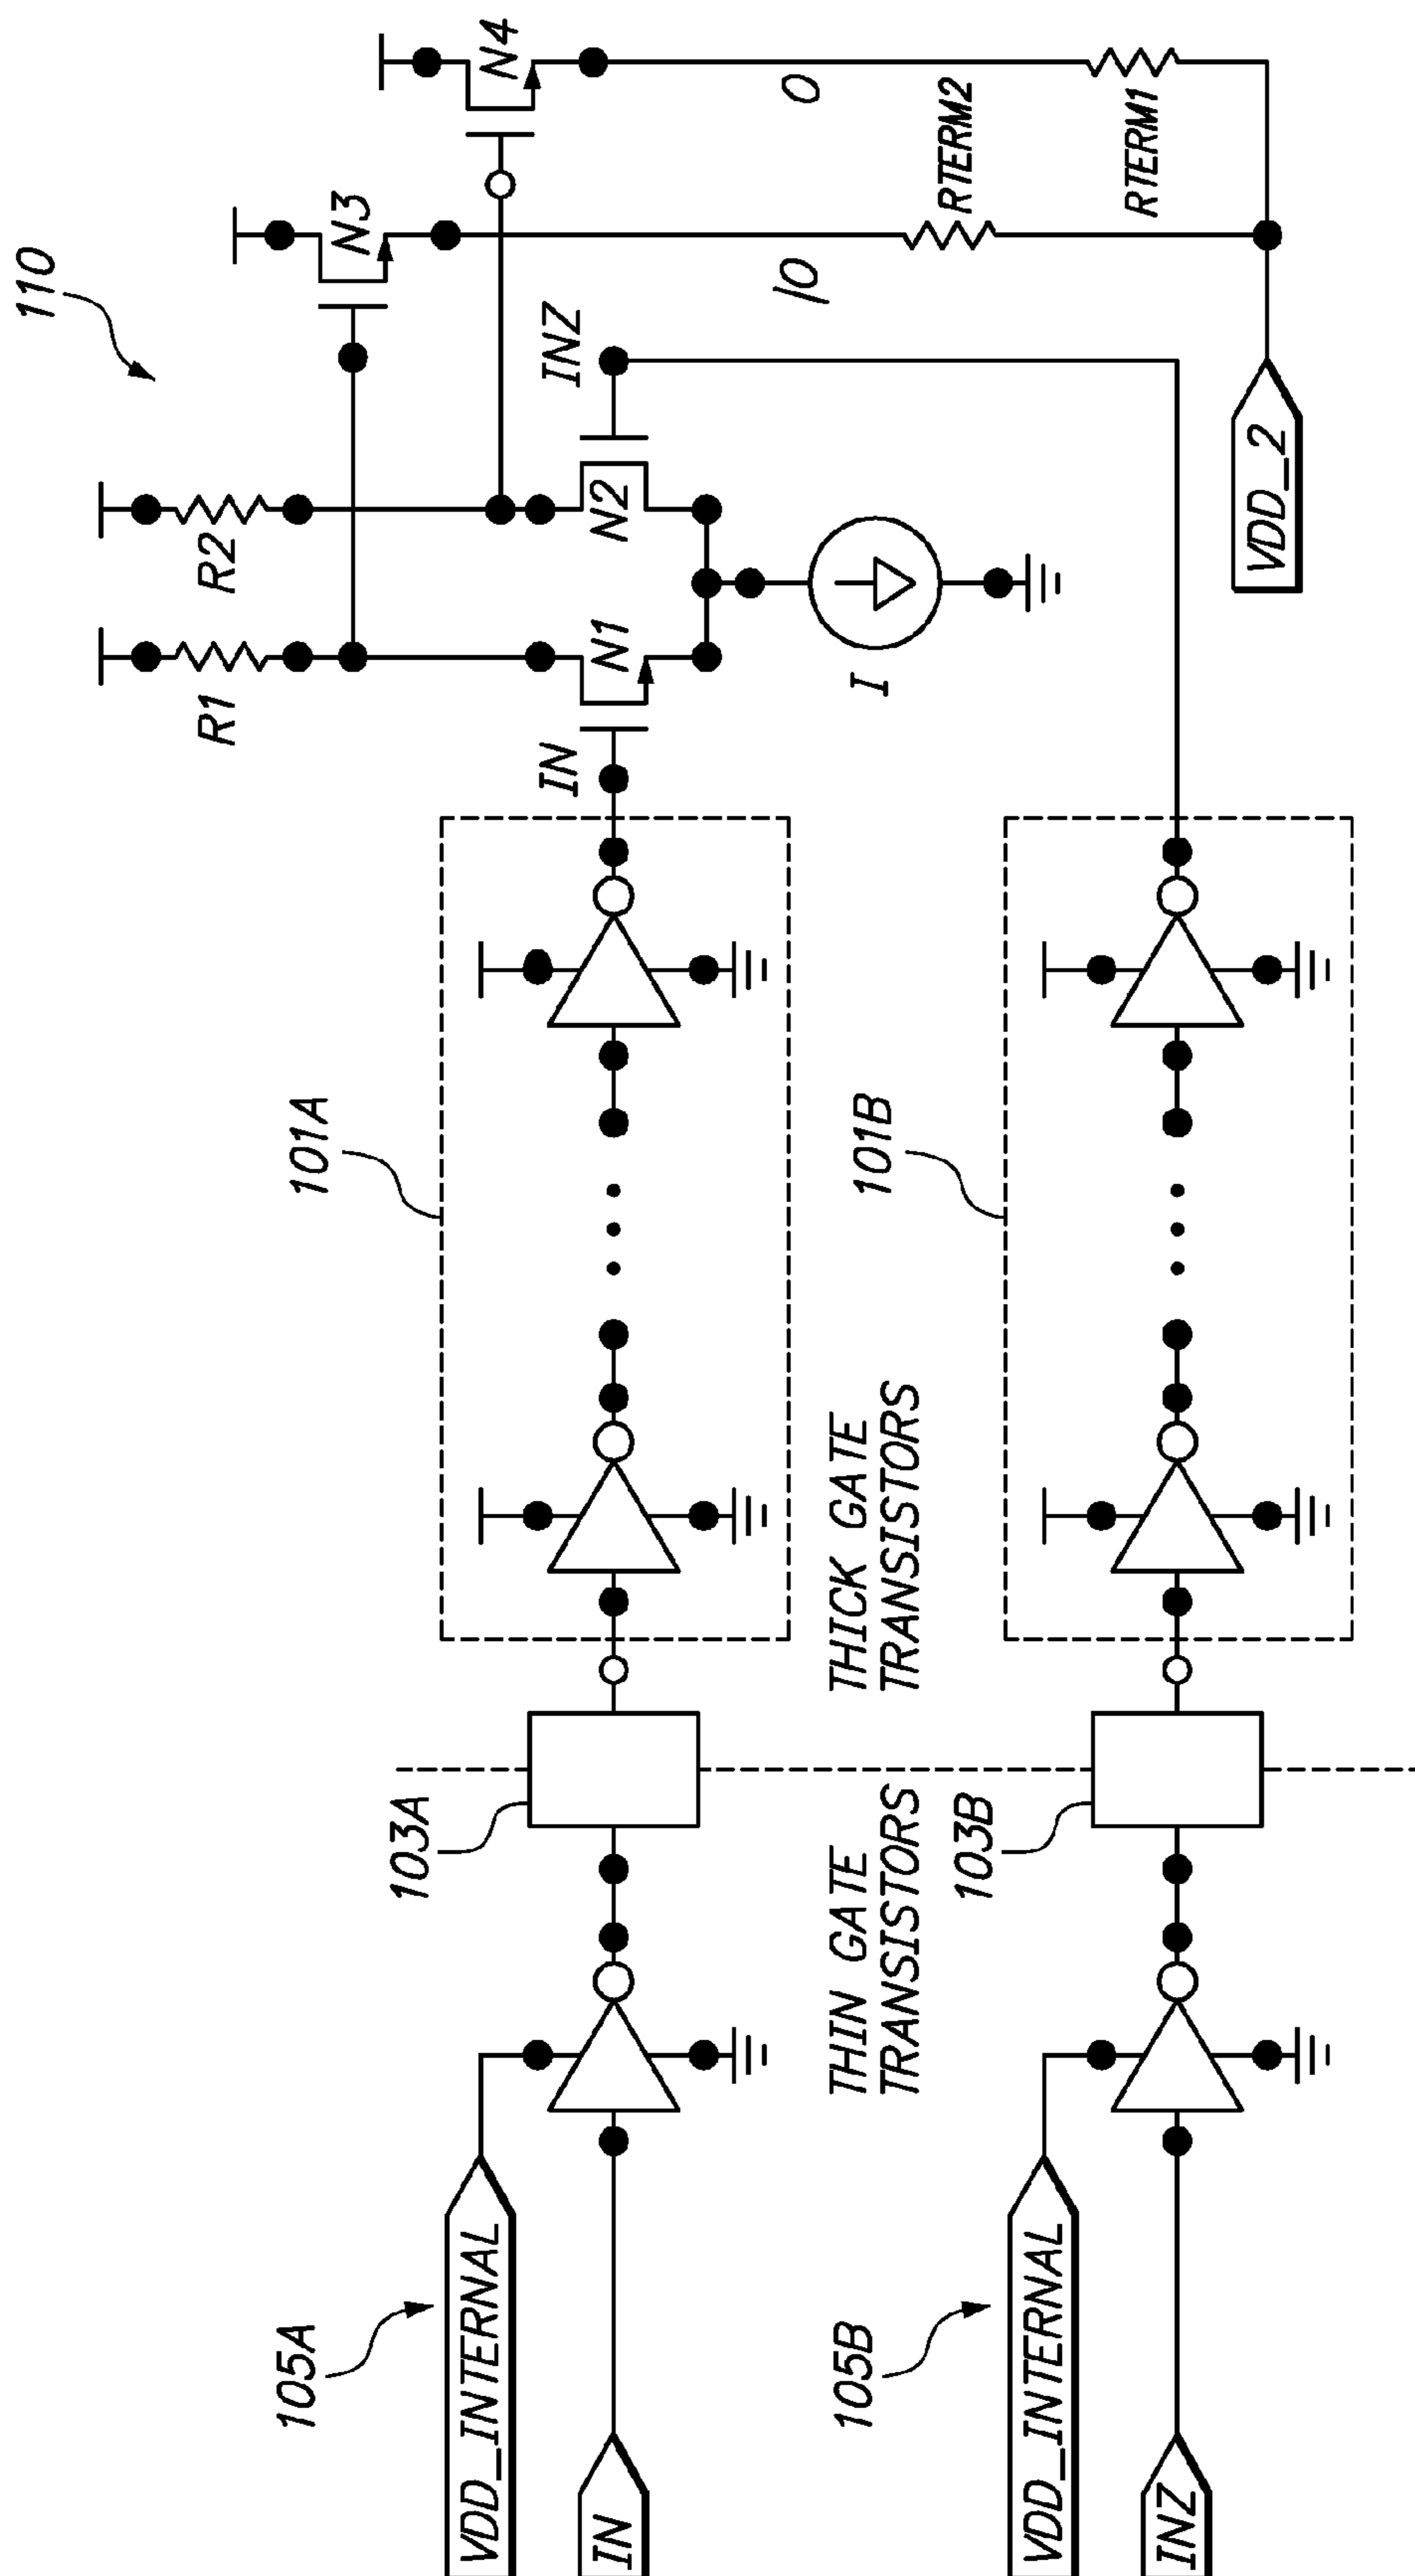 110
R1
R2
N3
N4
IN
N1
N2
INZ
I
/O
O
RTERM2
RTERM1
VDD_2
101A
101B
THICK GATE
TRANSISTORS
THIN GATE
TRANSISTORS
103A
103B
105A
VDD_INTERNAL
IN
105B
VDD_INTERNAL
INZ